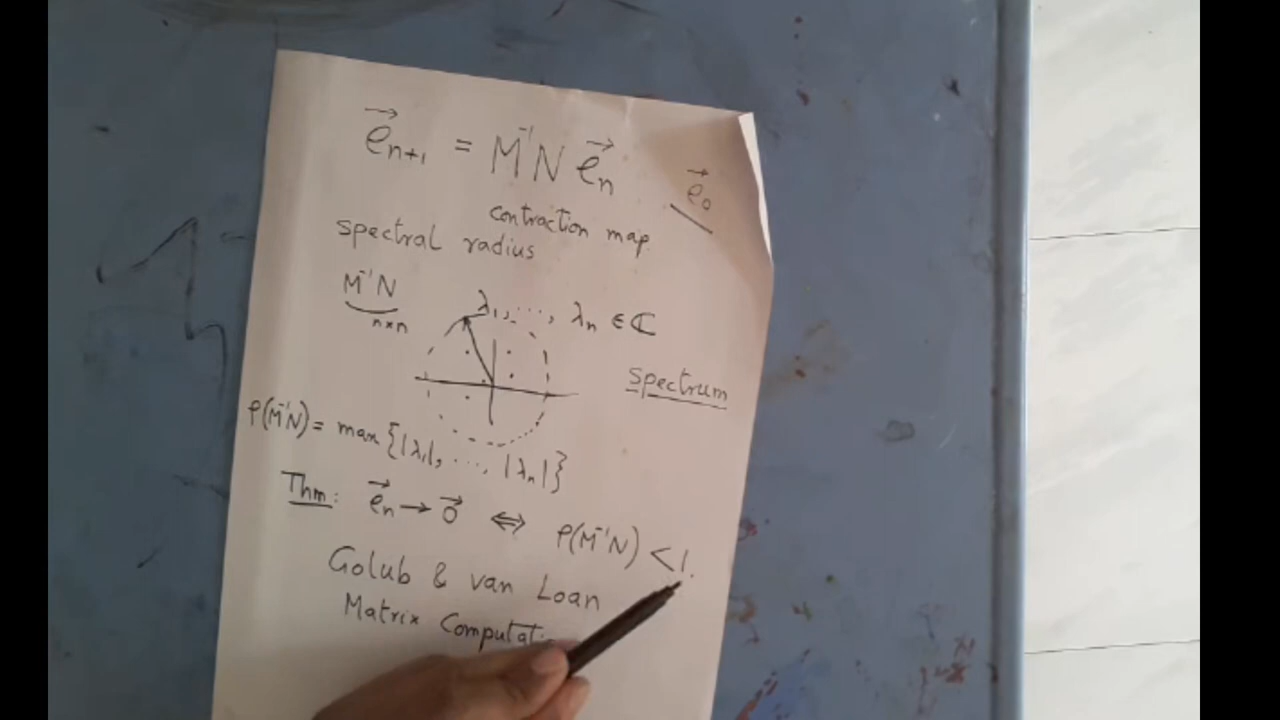 e⃗ₙ₊₁ = M⁻¹N e⃗ₙ
e⃗₀
contraction map
spectral radius
M⁻¹N
n×n
λ₁, ..., λₙ ∈ ℂ
spectrum
ρ(M⁻¹N) = max {|λ₁|, ..., |λₙ|}
Thm: e⃗ₙ → 0⃗ ⇔ ρ(M⁻¹N) < 1.
Golub & van Loan
Matrix Computati